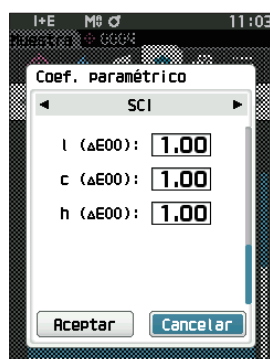 I+E M ♂ 11:03
Muestra 0004
Coef. paramétrico
◄ SCI ►
l (ΔE00): 1.00
c (ΔE00): 1.00
h (ΔE00): 1.00
Aceptar Cancelar